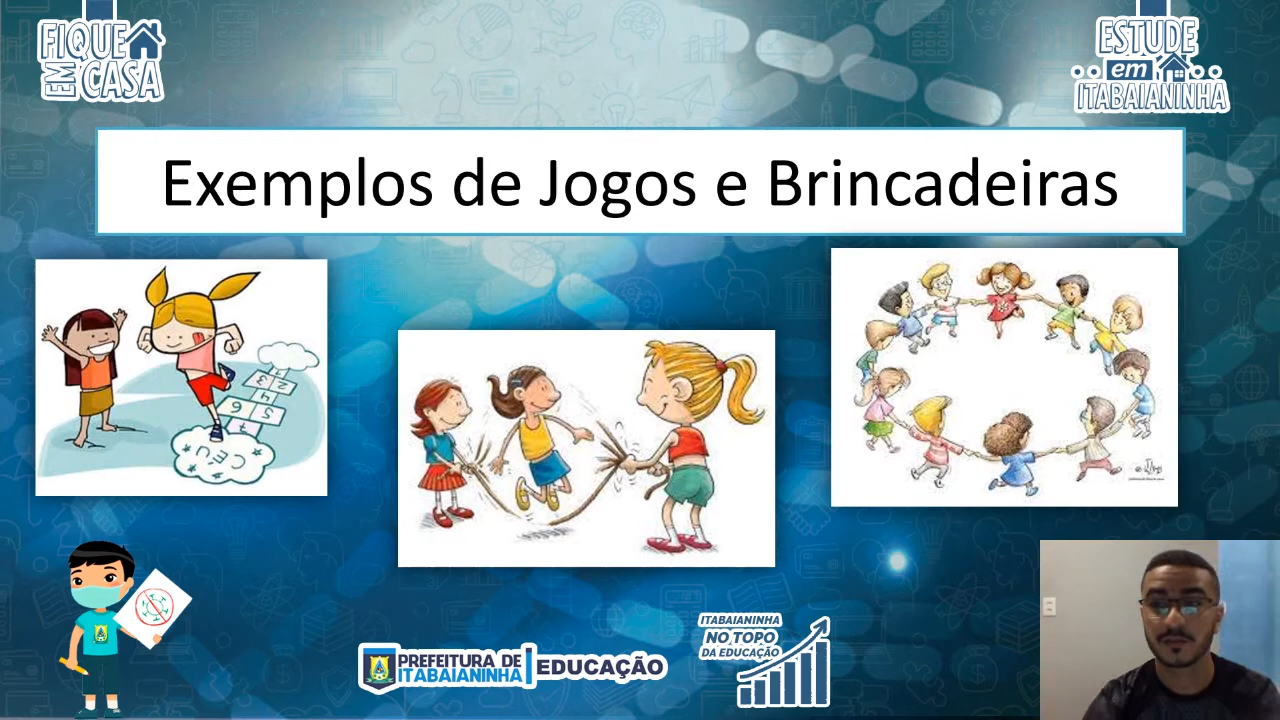 FIQUE
EM CASA
ESTUDE
em
ITABAIANINHA
Exemplos de Jogos e Brincadeiras
CEU
ITABAIANINHA
NO TOPO
DA EDUCAÇÃO
PREFEITURA DE
ITABAIANINHA
EDUCAÇÃO